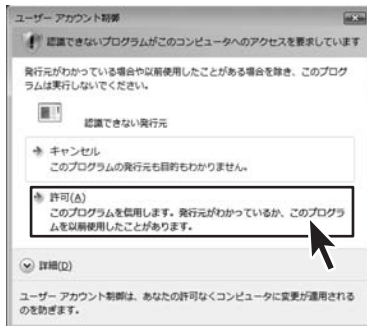 ユーザー アカウント制御
認識できないプログラムがこのコンピュータへのアクセスを要求しています
発行元がわかっている場合や以前使用したことがある場合を除き、このプログ
ラムは実行しないでください。
認識できない発行元
キャンセル
このプログラムの発行元も目的もわかりません。
許可(A)
このプログラムを信用します。発行元がわかっているか、このプログラ
ムを以前使用したことがあります。
詳細(D)
ユーザー アカウント制御は、あなたの許可なくコンピュータに変更が適用される
のを防ぎます。